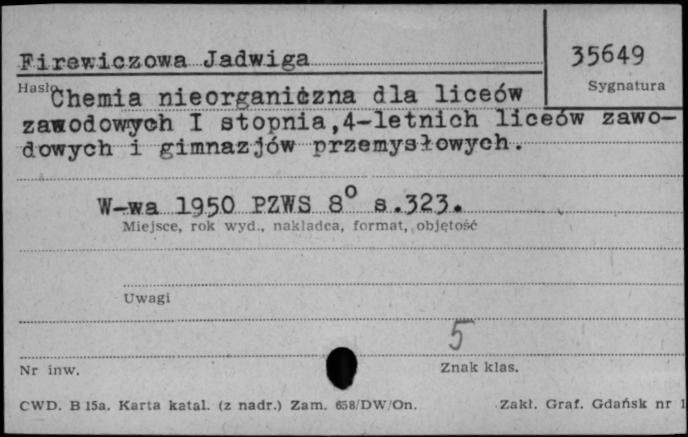 Firewiczowa Jadwiga
35649
Hasło
Sygnatura
Chemia nieorganiczna dla liceów
zawodowych I stopnia,4-letnich liceów zawo-
dowych i gimnazjów przemysłowych.
W-wa 1950 PZWS 8° s.323.
Miejsce, rok wyd., nakładca, format, objętość
Uwagi
5
Nr inw.
Znak klas.
CWD. B 15a. Karta katal. (z nadr.) Zam. 658/DW/On.
Zakł. Graf. Gdańsk nr 1